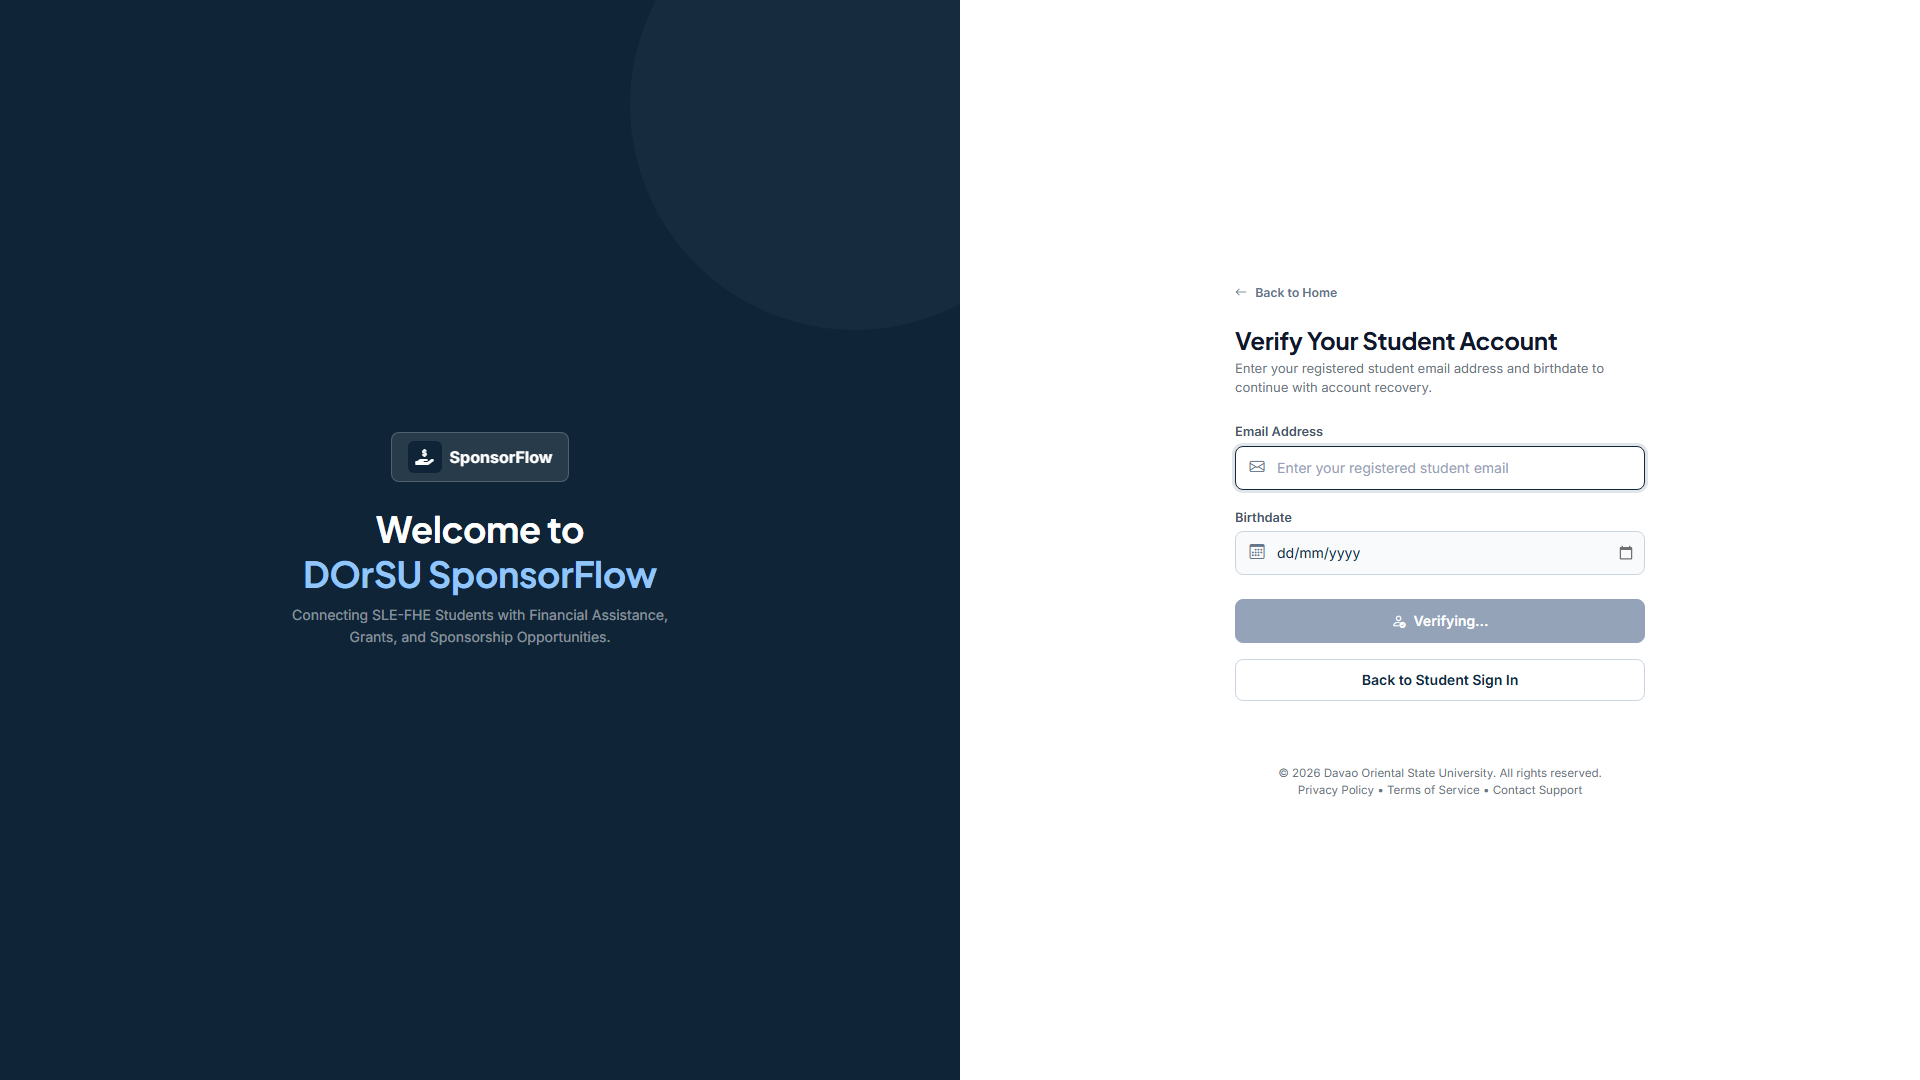 SponsorFlow
Welcome to
DOrSU SponsorFlow
Connecting SLE-FHE Students with Financial Assistance,
Grants, and Sponsorship Opportunities.
Back to Home
Verify Your Student Account
Enter your registered student email address and birthdate to
continue with account recovery.
Email Address
Enter your registered student email
Birthdate
dd/mm/yyyy
Verifying...
Back to Student Sign In
© 2026 Davao Oriental State University. All rights reserved.
Privacy Policy • Terms of Service • Contact Support